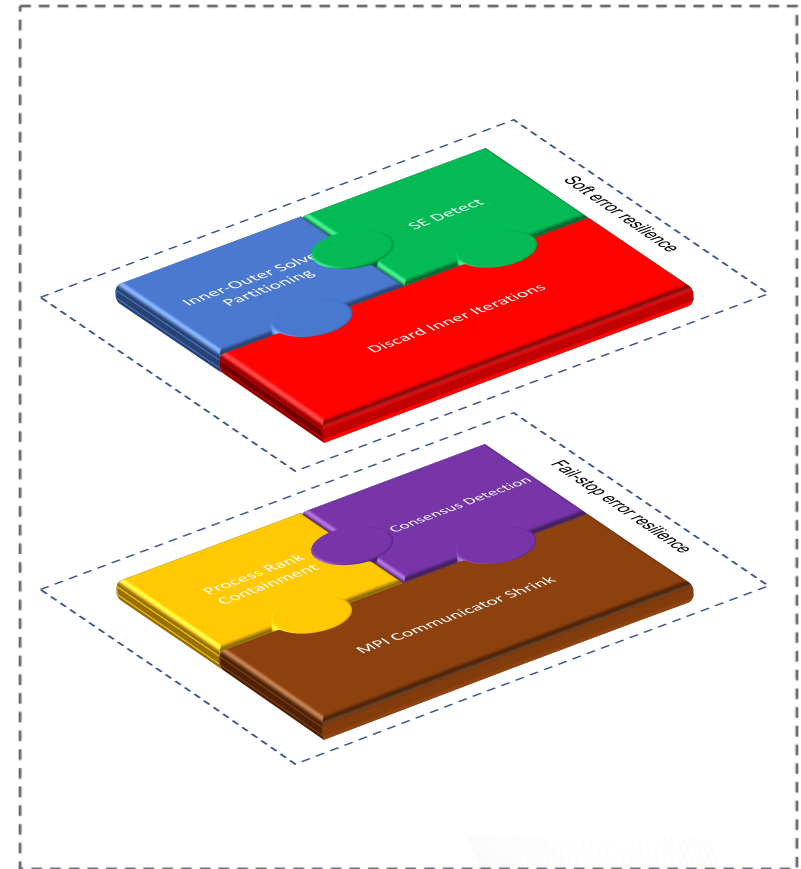 Soft error resilience
SE Detect
Inner-Outer Solve
Partitioning
Discard Inner Iterations
Fail-stop error resilience
Consensus Detection
Process Rank
Containment
MPI Communicator Shrink